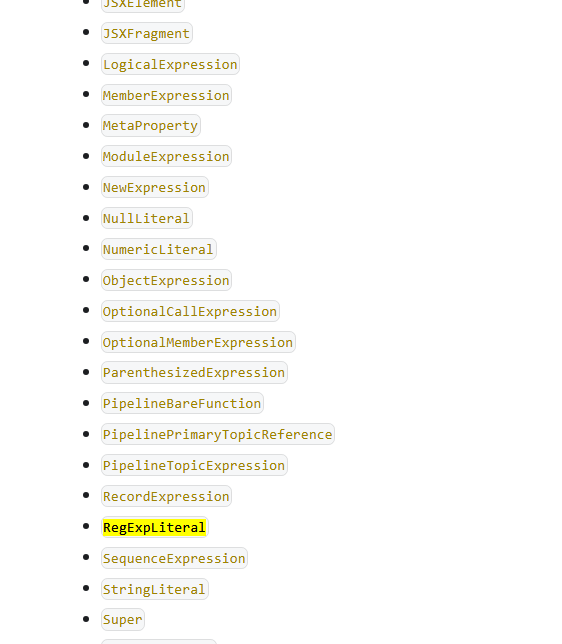 JSXElement
JSXFragment
LogicalExpression
MemberExpression
MetaProperty
ModuleExpression
NewExpression
NullLiteral
NumericLiteral
ObjectExpression
OptionalCallExpression
OptionalMemberExpression
ParenthesizedExpression
PipelineBareFunction
PipelinePrimaryTopicReference
PipelineTopicExpression
RecordExpression
RegExpLiteral
SequenceExpression
StringLiteral
Super